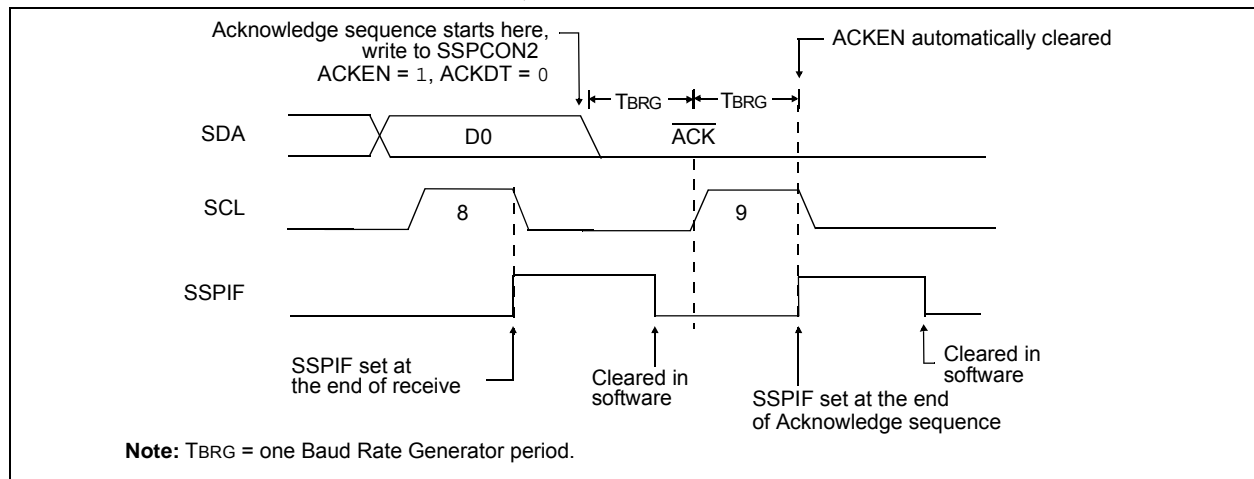 Acknowledge sequence starts here,
write to SSPCON2
ACKEN = 1, ACKDT = 0
ACKEN automatically cleared
TBRG
TBRG
SDA
D0
ACK
SCL
8
9
SSPIF
SSPIF set at
the end of receive
Cleared in
software
SSPIF set at the end
of Acknowledge sequence
Cleared in
software
Note: TBRG = one Baud Rate Generator period.